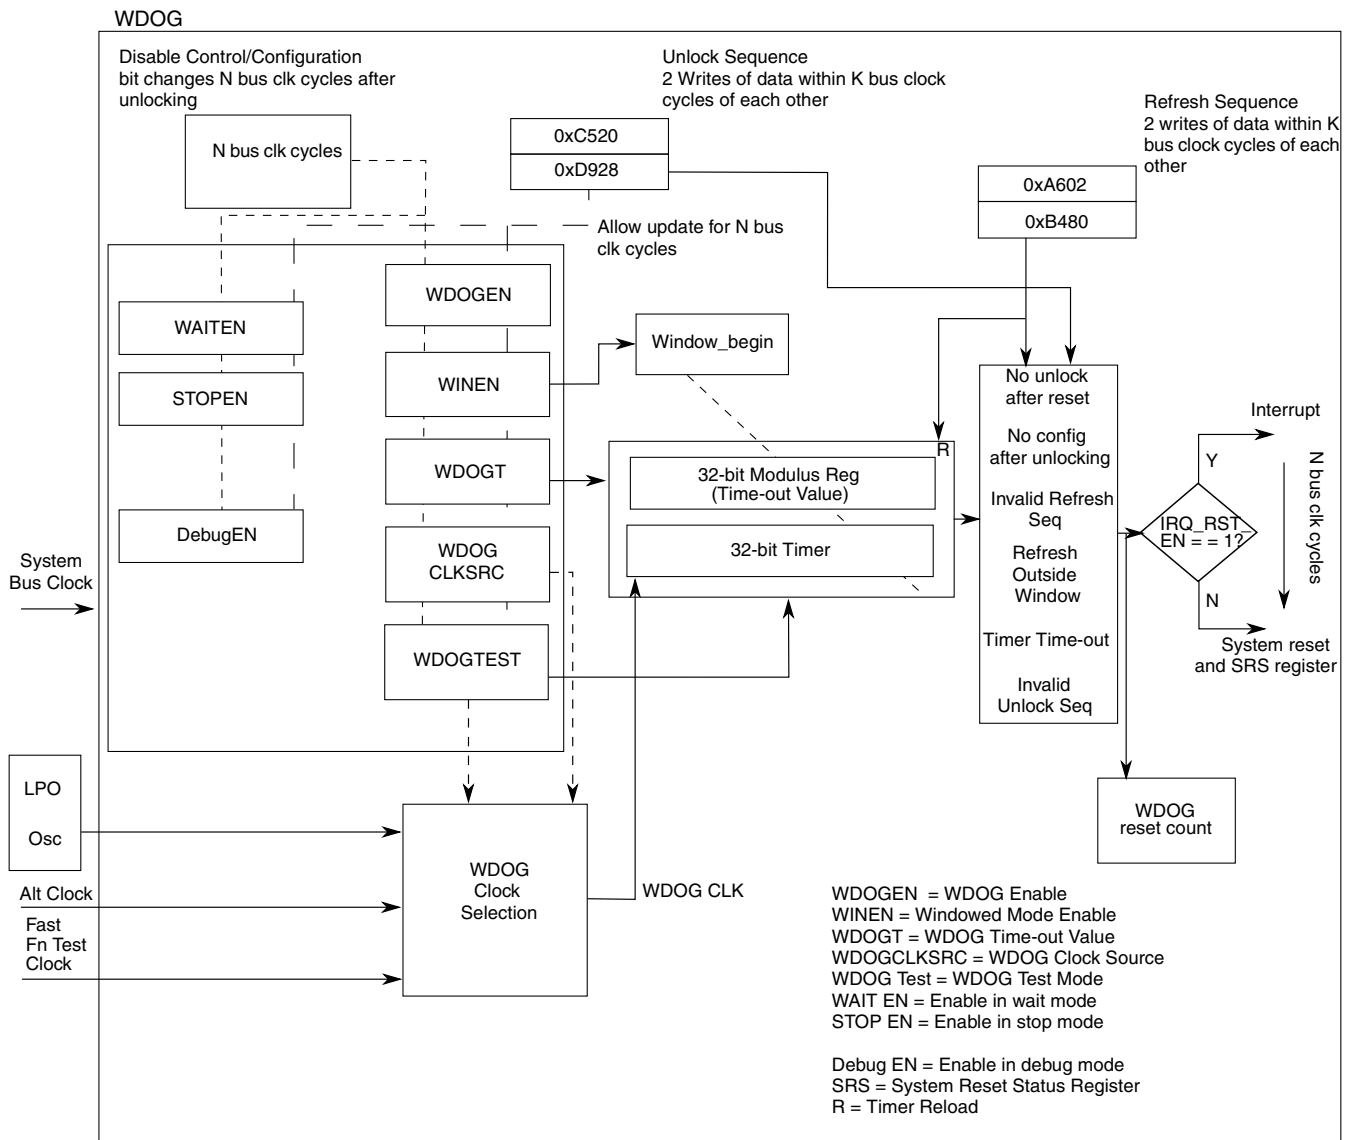 WDOG
Disable Control/Configuration
bit changes N bus clk cycles after
unlocking
N bus clk cycles
Unlock Sequence
2 Writes of data within K bus clock
cycles of each other
0xC520
0xD928
Allow update for N bus
clk cycles
Refresh Sequence
2 writes of data within K
bus clock cycles of each
other
0xA602
0xB480
WDOGEN
WAITEN
WINEN
STOPEN
WDOGT
DebugEN
WDOG
CLKSRC
WDOGTEST
System
Bus Clock
Window_begin
R
32-bit Modulus Reg
(Time-out Value)
32-bit Timer
No unlock
after reset
No config
after unlocking
Invalid Refresh
Seq
Refresh
Outside
Window
Timer Time-out
Invalid
Unlock Seq
Interrupt
Y
IRQ_RST_
EN = = 1?
N
N bus clk cycles
System reset
and SRS register
WDOG
reset count
LPO
Osc
Alt Clock
Fast
Fn Test
Clock
WDOG
Clock
Selection
WDOG CLK
WDOGEN = WDOG Enable
WINEN = Windowed Mode Enable
WDOGT = WDOG Time-out Value
WDOGCLKSRC = WDOG Clock Source
WDOG Test = WDOG Test Mode
WAIT EN = Enable in wait mode
STOP EN = Enable in stop mode
Debug EN = Enable in debug mode
SRS = System Reset Status Register
R = Timer Reload